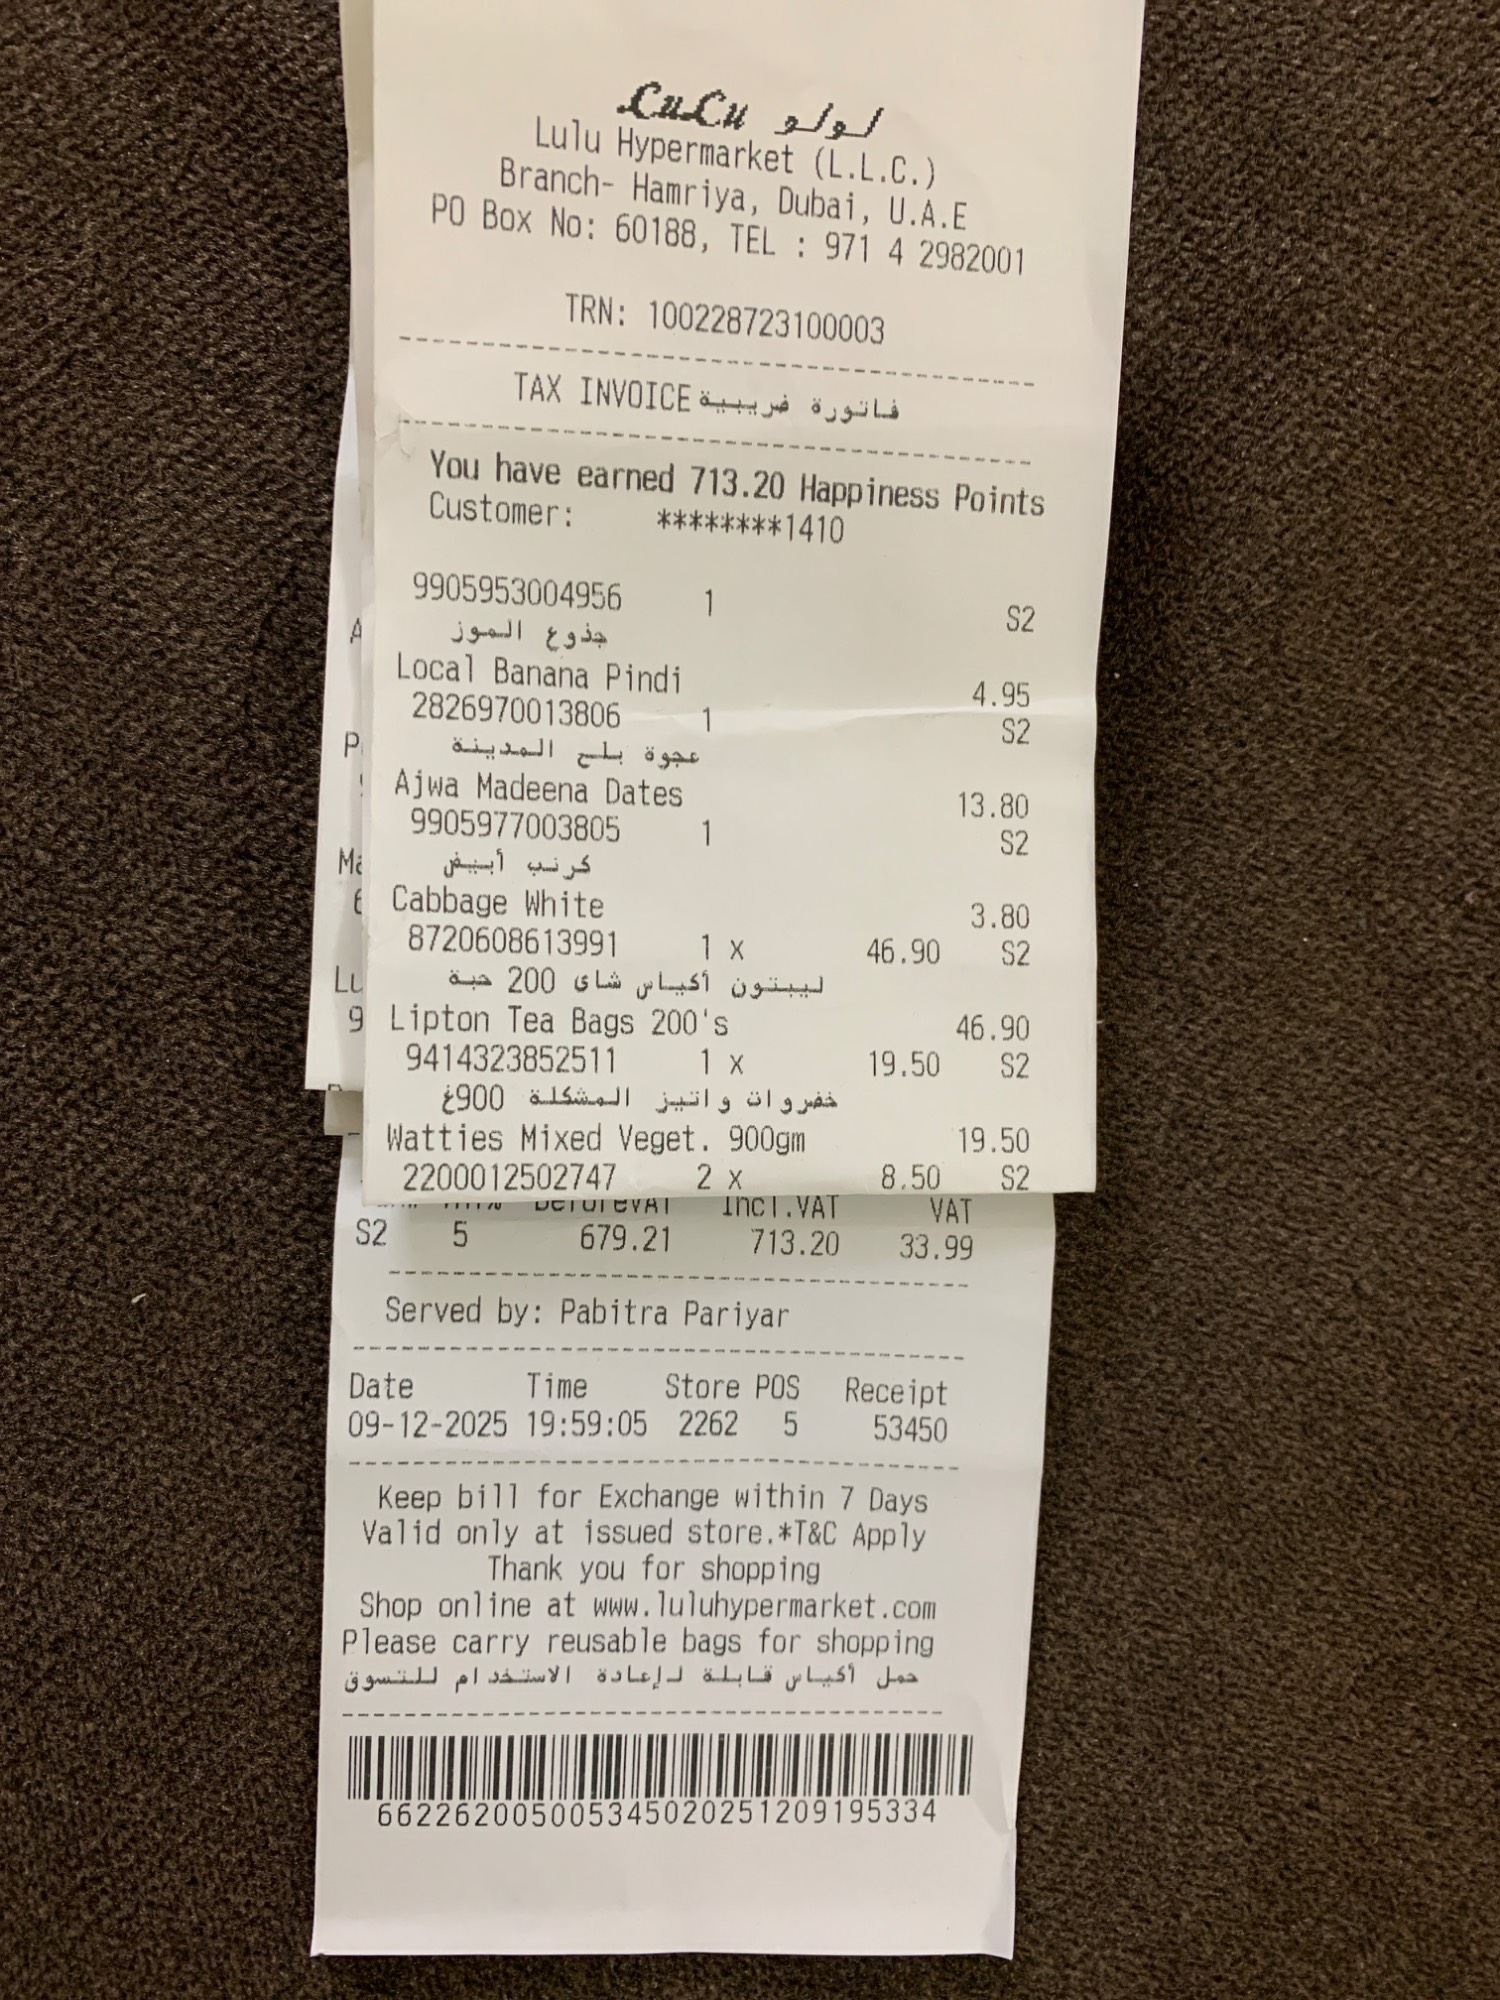 LuLu لولو
Lulu Hypermarket (L.L.C.)
Branch- Hamriya, Dubai, U.A.E
PO Box No: 60188, TEL : 971 4 2982001
TRN: 100228723100003
TAX INVOICE فاتورة ضريبية
You have earned 713.20 Happiness Points
Customer: ********1410
9905953004956 1 S2
جذوع الموز
Local Banana Pindi 4.95
2826970013806 1 S2
عجوة بلح المدينة
Ajwa Madeena Dates 13.80
9905977003805 1 S2
كرنب أبيض
Cabbage White 3.80
8720608613991 1 x 46.90 S2
ليبتون أكياس شاى 200 حبة
Lipton Tea Bags 200's 46.90
9414323852511 1 x 19.50 S2
خضروات واتيز المشكلة 900غ
Watties Mixed Veget. 900gm 19.50
2200012502747 2 x 8.50 S2
Incl.VAT VAT
S2 5 679.21 713.20 33.99
Served by: Pabitra Pariyar
Date Time Store POS Receipt
09-12-2025 19:59:05 2262 5 53450
Keep bill for Exchange within 7 Days
Valid only at issued store.*T&C Apply
Thank you for shopping
Shop online at www.luluhypermarket.com
Please carry reusable bags for shopping
حمل أكياس قابلة لإعادة الاستخدام للتسوق
6622620050053450202512091953​34